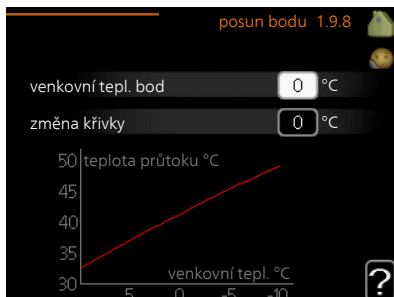 posun bodu 1.9.8
venkovní tepl. bod 0 °C
změna křivky 0 °C
50 teplota průtoku °C
45
40
35
venkovní tepl. °C
30
5 0 -5 -10
?